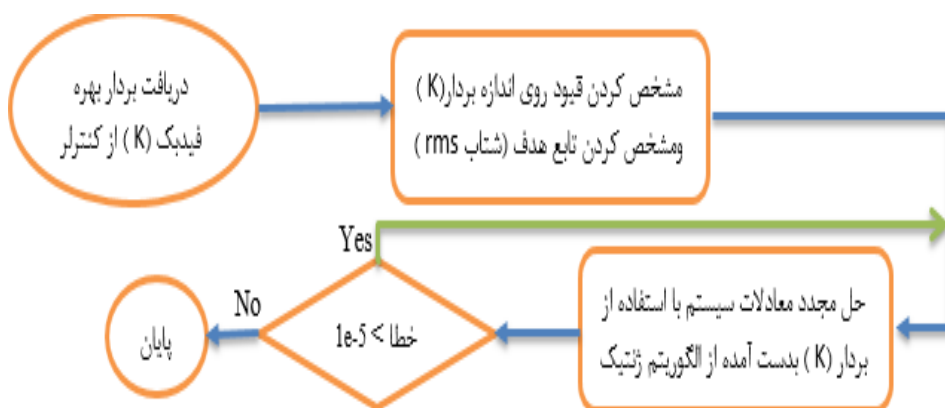 دریافت بردار بهره
فیدبک (K) از کنترلر
مشخص کردن قیود روی اندازه بردار(K)
ومشخص کردن تابع هدف (شتاب rms)
حل مجدد معادلات سیستم با استفاده از
بردار (K) بدست آمده از الگوریتم ژنتیک
Yes
خطا > 1e-5
No
پایان